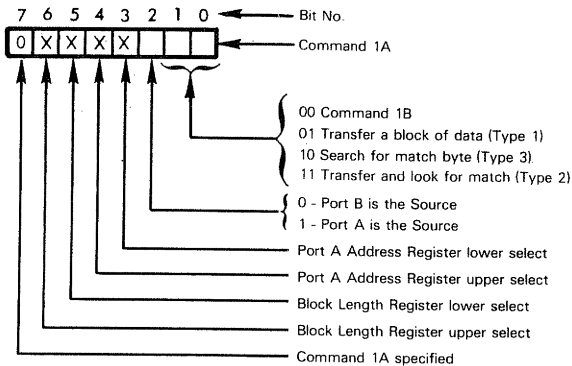 7 6 5 4 3 2 1 0 Bit No.
0 X X X X Command 1A
00 Command 1B
01 Transfer a block of data (Type 1)
10 Search for match byte (Type 3).
11 Transfer and look for match (Type 2)
0 - Port B is the Source
1 - Port A is the Source
Port A Address Register lower select
Port A Address Register upper select
Block Length Register lower select
Block Length Register upper select
Command 1A specified